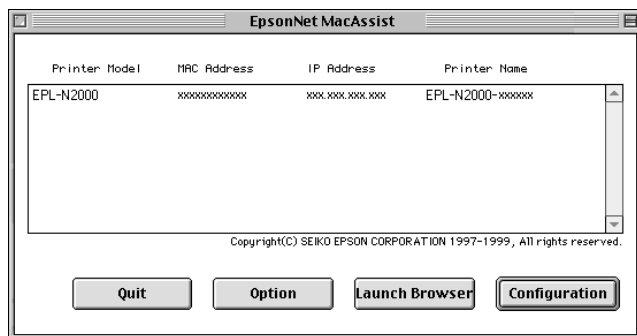 EpsonNet MacAssist
Printer Model MAC Address IP Address Printer Name
EPL-N2000 xxxxxxxxxxxx xxx.xxx.xxx.xxx EPL-N2000-xxxxxx
Copyright(C) SEIKO EPSON CORPORATION 1997-1999, All rights reserved.
Quit Option Launch Browser Configuration